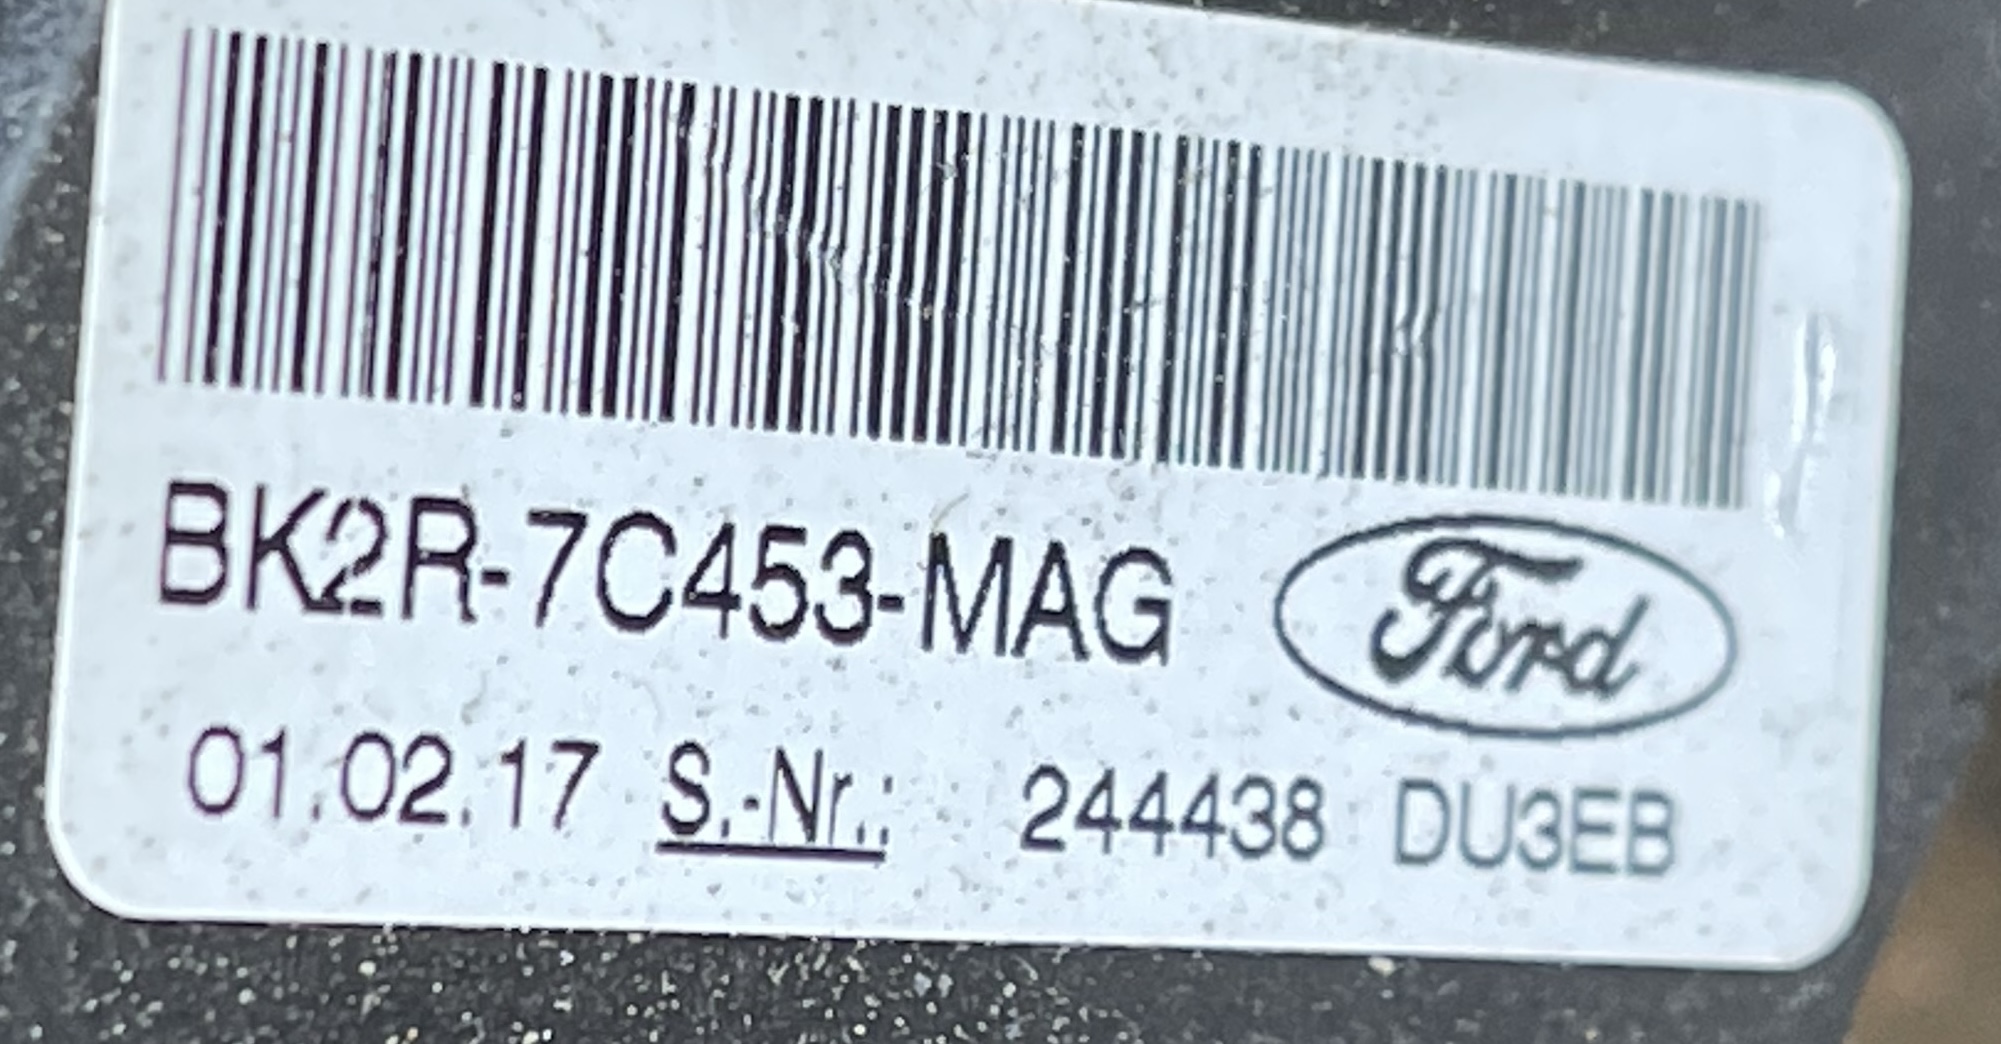 BK2R-7C453-MAG Ford
01.02.17 S.-Nr.: 244438 DU3EB